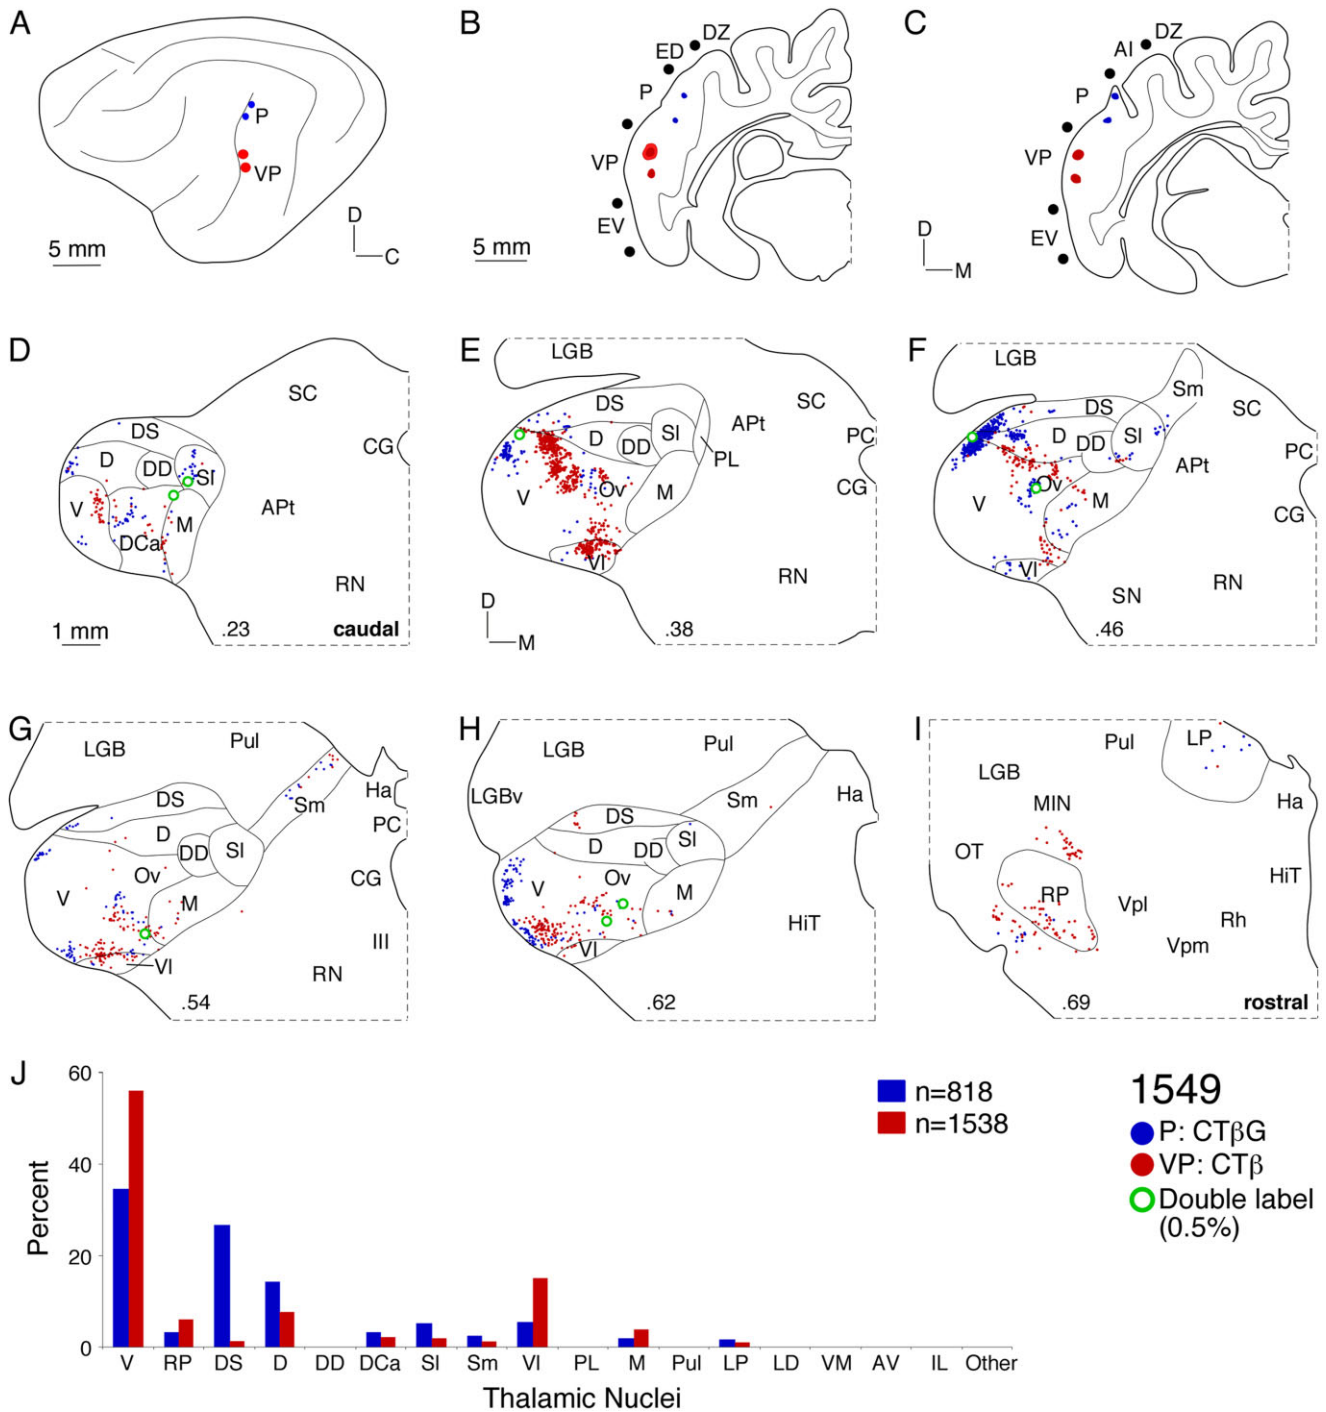 A
P
VP
5 mm
D
C
B
DZ
ED
P
VP
EV
5 mm
C
DZ
AI
P
VP
EV
D
M
D
SC
DS
D
DD
SI
CG
V
APt
M
DCa
RN
1 mm
.23
caudal
E
LGB
DS
SC
D
DD
SI
APt
PC
PL
V
Ov
M
CG
VI
RN
D
M
.38
F
LGB
Sm
DS
SC
D
DD
SI
PC
APt
V
Ov
M
CG
VI
SN
RN
.46
G
LGB
Pul
DS
Sm
Ha
D
PC
DD
SI
Ov
CG
V
M
III
VI
RN
.54
H
LGB
Pul
LGBv
Sm
Ha
DS
SI
D
DD
V
Ov
M
HiT
VI
.62
I
Pul
LP
LGB
MIN
Ha
OT
RP
HiT
Vpl
Rh
Vpm
.69
rostral
J
60
40
20
0
Percent
n=818
n=1538
V RP DS D DD DCa SI Sm VI PL M Pul LP LD VM AV IL Other
Thalamic Nuclei
1549
P: CTβG
VP: CTβ
Double label
(0.5%)